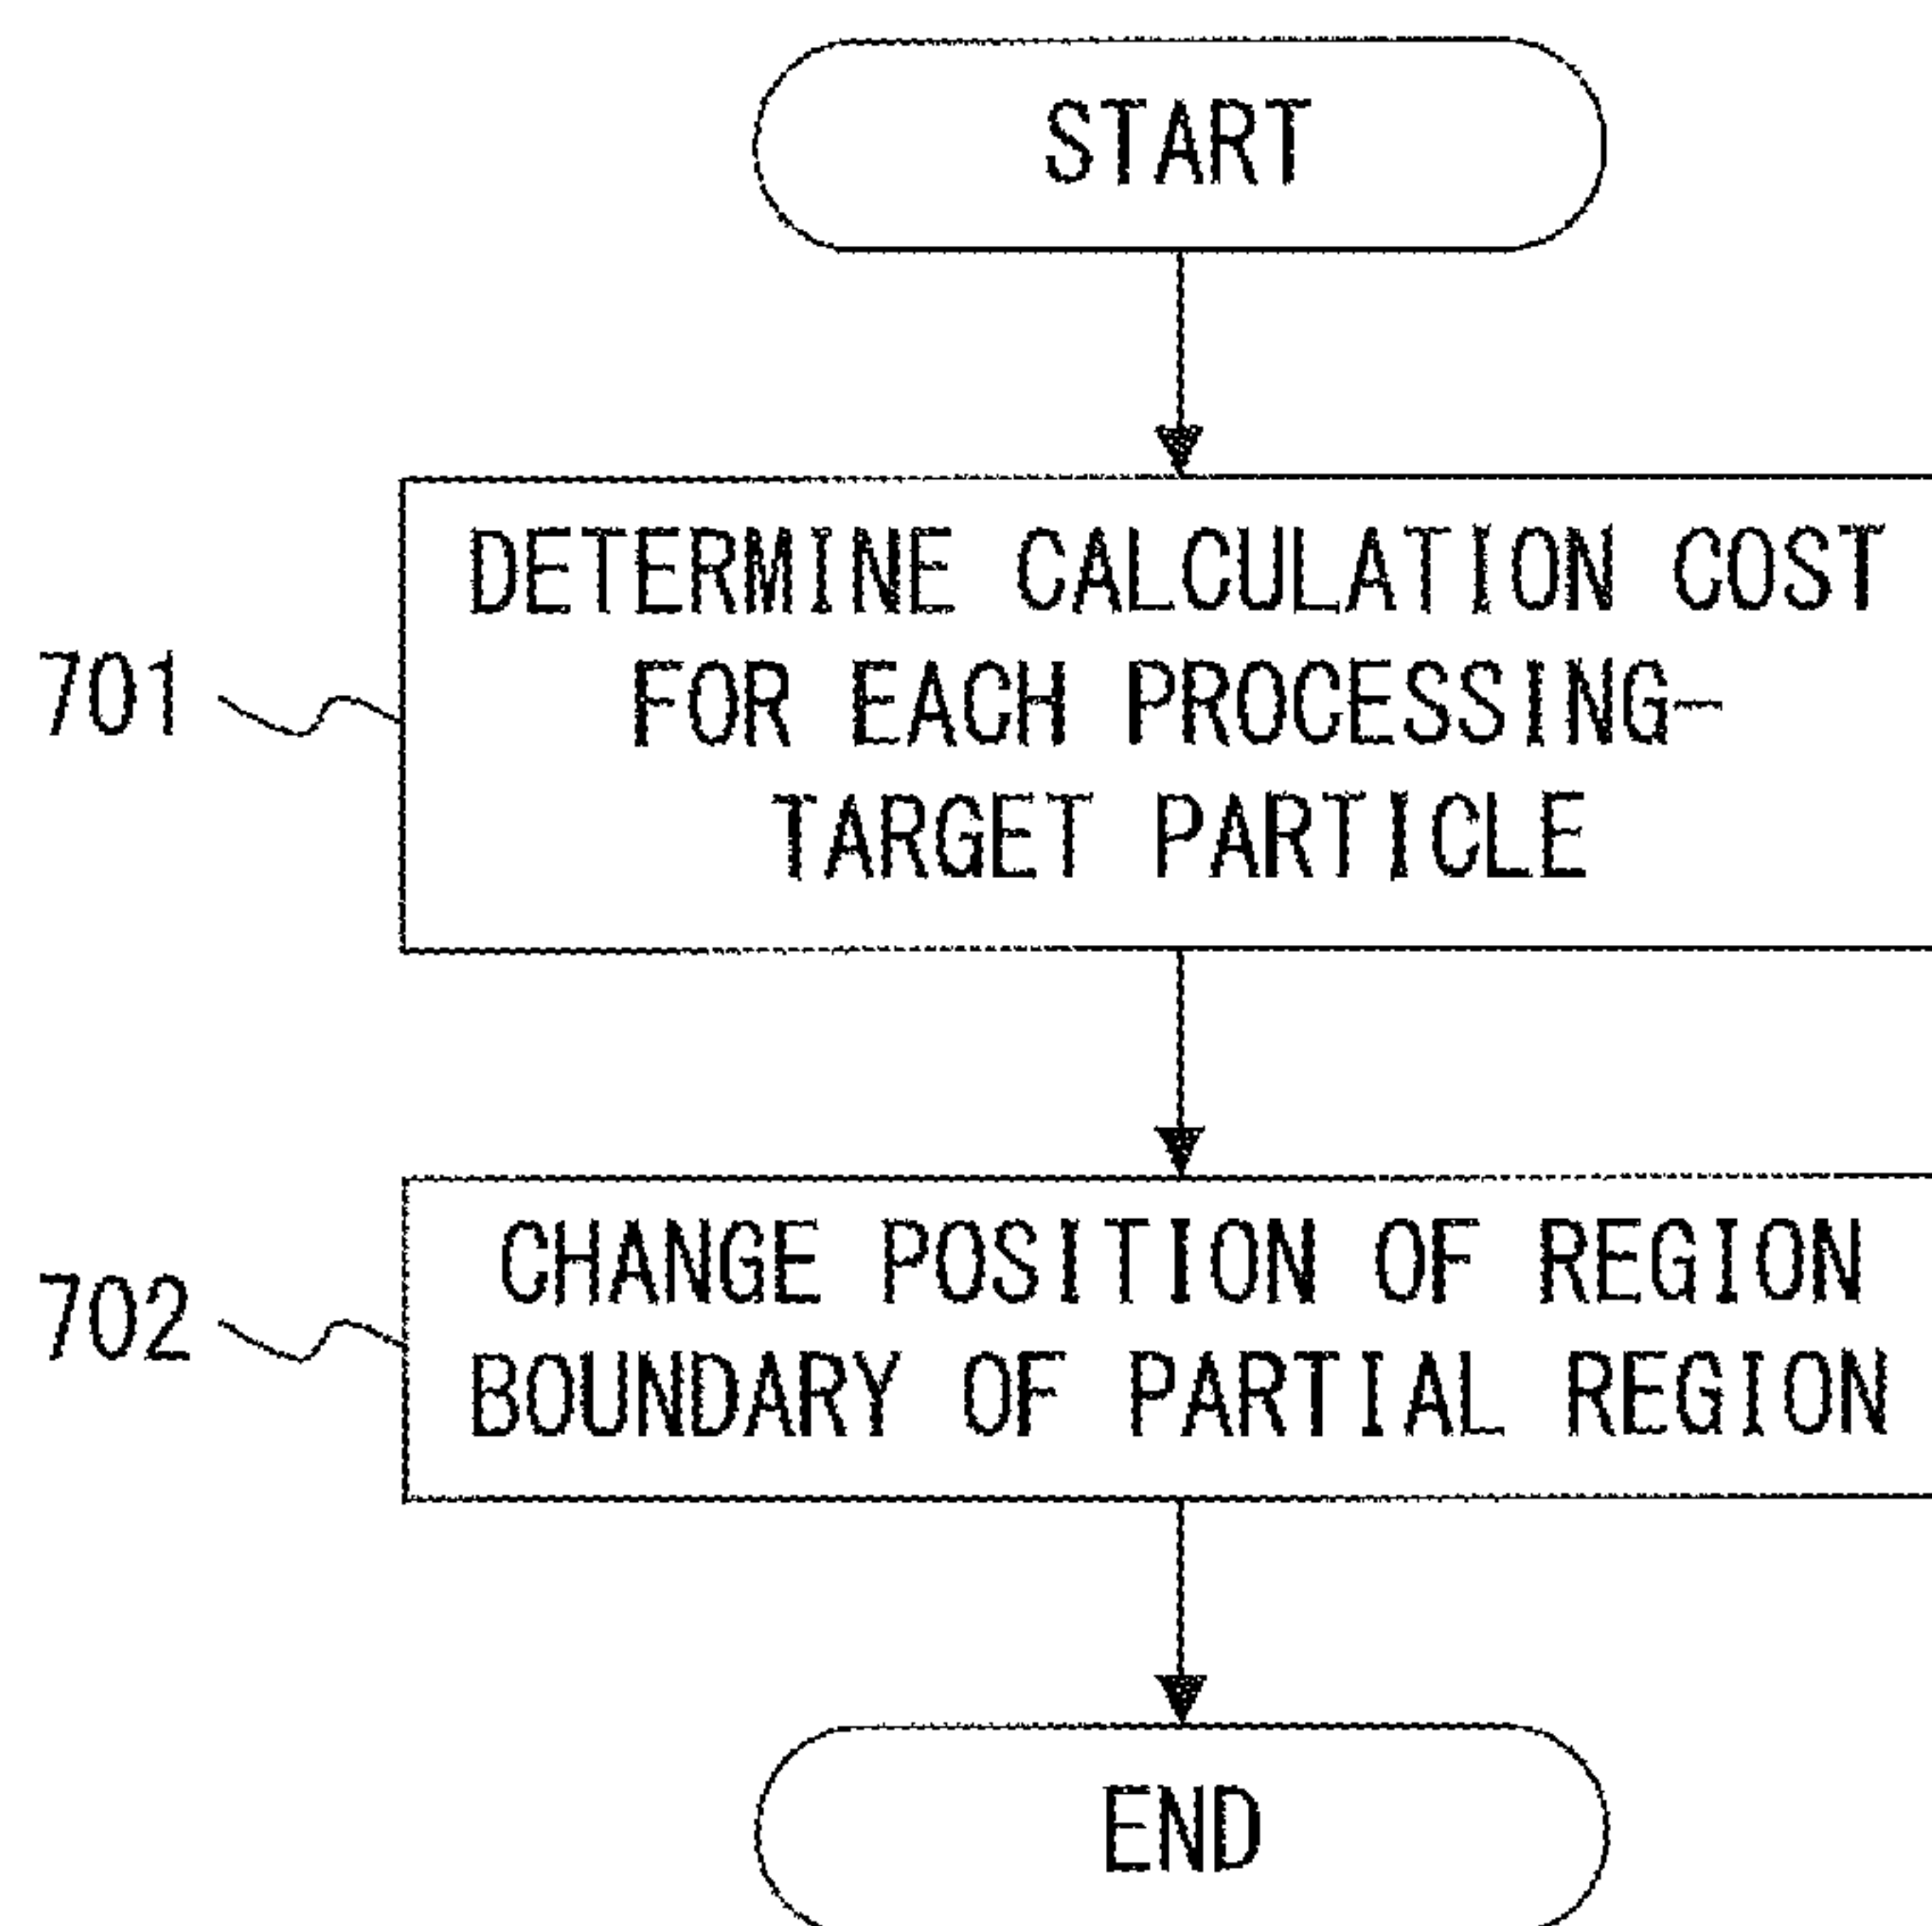 START
DETERMINE CALCULATION COST
FOR EACH PROCESSING-
701
TARGET PARTICLE
CHANGE POSITION OF REGION
702
BOUNDARY OF PARTIAL REGION
END